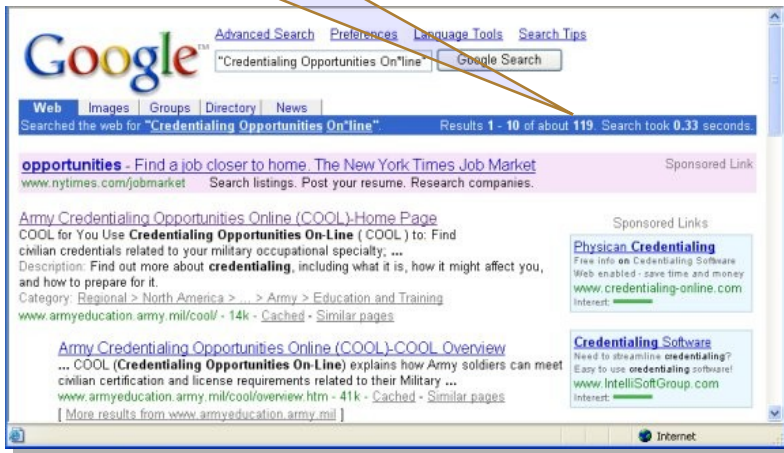 Google™
Advanced Search Preferences Language Tools Search Tips
"Credentialing Opportunities On*line" Google Search
Web Images Groups Directory News
Searched the web for "Credentialing Opportunities On*line". Results 1 - 10 of about 119. Search took 0.33 seconds.
opportunities - Find a job closer to home. The New York Times Job Market Sponsored Link
www.nytimes.com/jobmarket Search listings. Post your resume. Research companies.
Army Credentialing Opportunities Online (COOL)-Home Page
COOL for You Use Credentialing Opportunities On-Line ( COOL ) to: Find
civilian credentials related to your military occupational specialty; ...
Description: Find out more about credentialing, including what it is, how it might affect you,
and how to prepare for it.
Category: Regional > North America > ... > Army > Education and Training
www.armyeducation.army.mil/cool/ - 14k - Cached - Similar pages
Army Credentialing Opportunities Online (COOL)-COOL Overview
... COOL (Credentialing Opportunities On-Line) explains how Army soldiers can meet
civilian certification and license requirements related to their Military ...
www.armyeducation.army.mil/cool/overview.htm - 41k - Cached - Similar pages
[ More results from www.armyeducation.army.mil ]
Sponsored Links
Physican Credentialing
Free info on Credentialing Software
Web enabled - save time and money
www.credentialing-online.com
Interest:
Credentialing Software
Need to streamline credentialing?
Easy to use credentialing software!
www.IntelliSoftGroup.com
Interest:
Internet